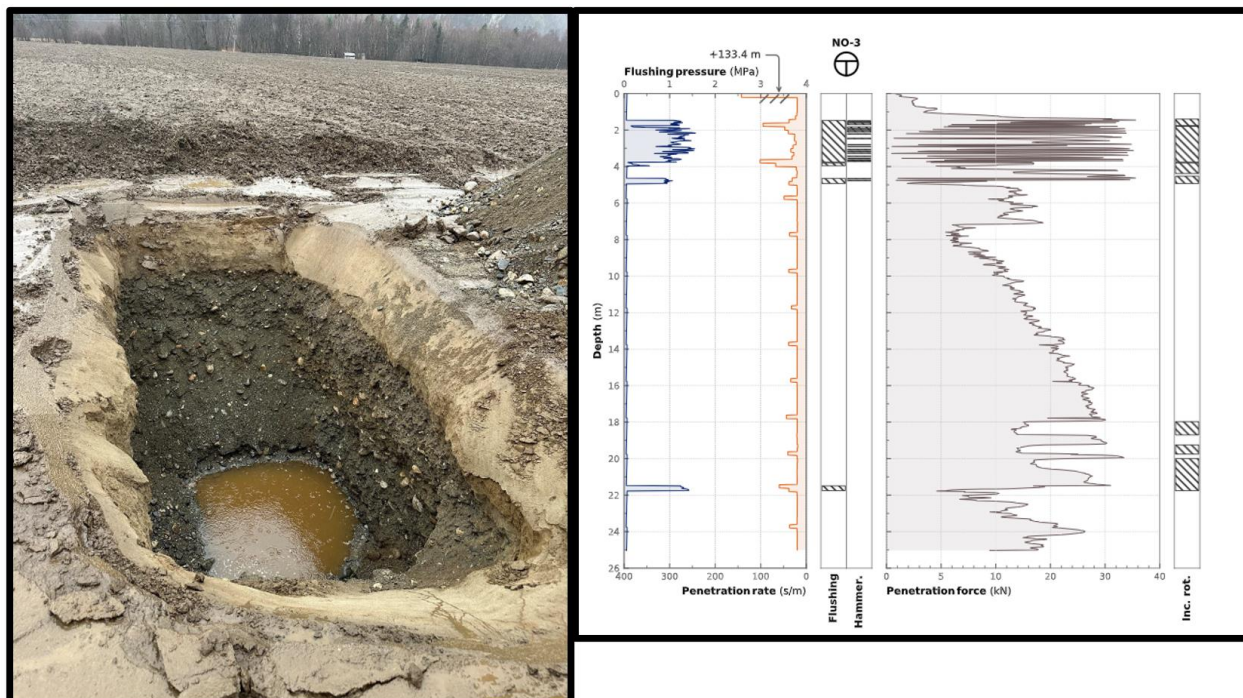 NO-3
+133.4 m
Flushing pressure (MPa)
0 1 2 3 4
0
2
4
6
8
10
12
14
16
18
20
22
24
26
Depth (m)
400 300 200 100 0
Penetration rate (s/m)
Flushing
Hammer.
0 5 10 15 20 30 40
Penetration force (kN)
Inc. rot.